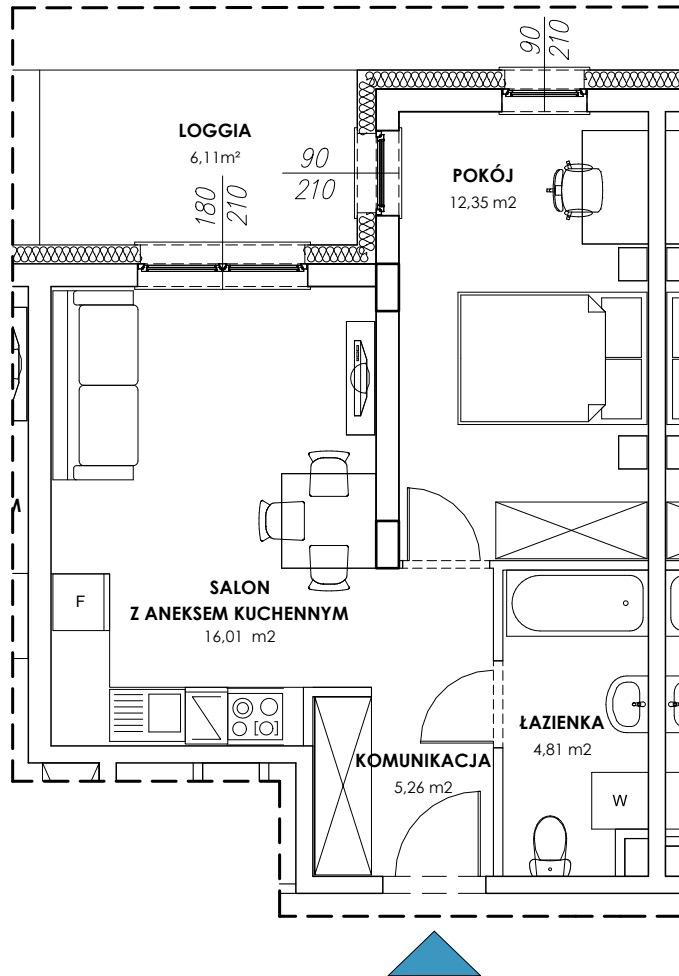 90
210
LOGGIA
6,11m²
90
210
180
210
POKÓJ
12,35 m2
SALON
Z ANEKSEM KUCHENNYM
16,01 m2
F
ŁAZIENKA
4,81 m2
KOMUNIKACJA
5,26 m2
W